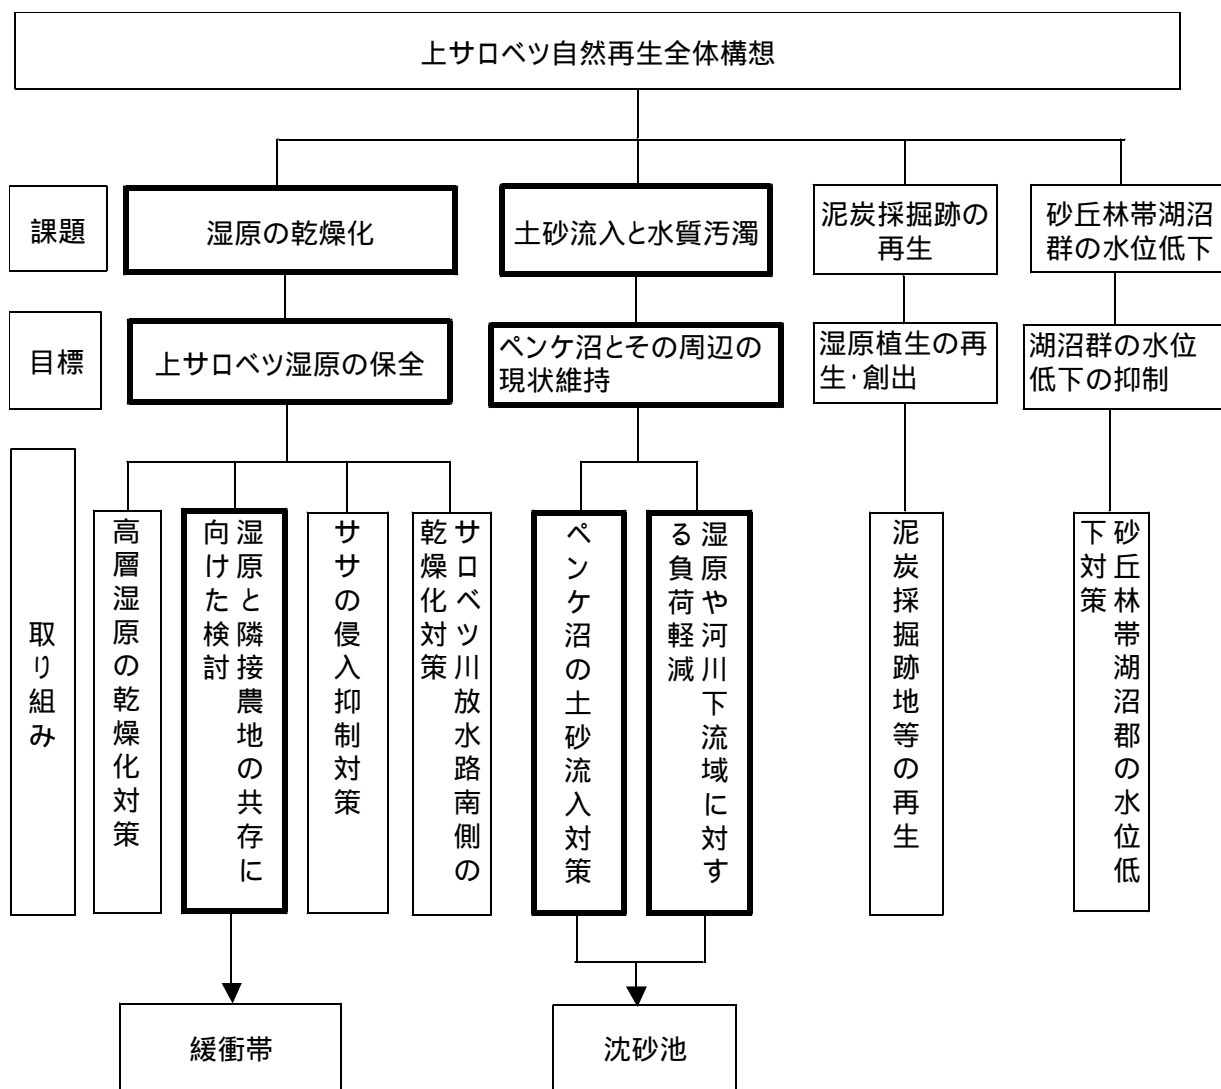 上サロベツ自然再生全体構想
課題
湿原の乾燥化
土砂流入と水質汚濁
泥炭採掘跡の
再生
砂丘林帯湖沼
群の水位低下
目標
上サロベツ湿原の保全
ペンケ沼とその周辺の
現状維持
湿原植生の再
生・創出
湖沼群の水位
低下の抑制
取り組み
高層湿原の乾燥化対策
湿原と隣接農地の共存に
向けた検討
ササの侵入抑制対策
サロベツ川放水路南側の
乾燥化対策
ペンケ沼の土砂流入対策
湿原や河川下流域に対す
る負荷軽減
泥炭採掘跡地等の再生
砂丘林帯湖沼郡の水位低
下対策
緩衝帯
沈砂池